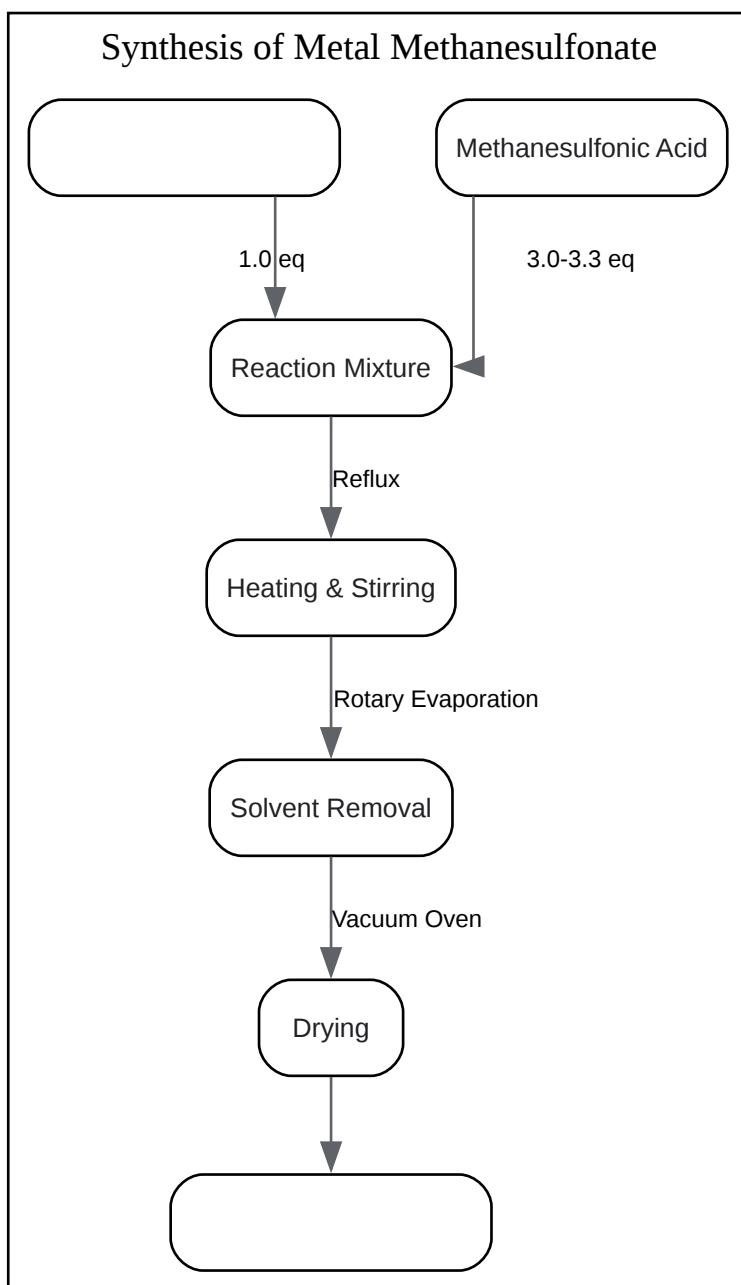 Synthesis of Metal Methanesulfonate
Methanesulfonic Acid
1.0 eq
3.0-3.3 eq
Reaction Mixture
Reflux
Heating & Stirring
Rotary Evaporation
Solvent Removal
Vacuum Oven
Drying